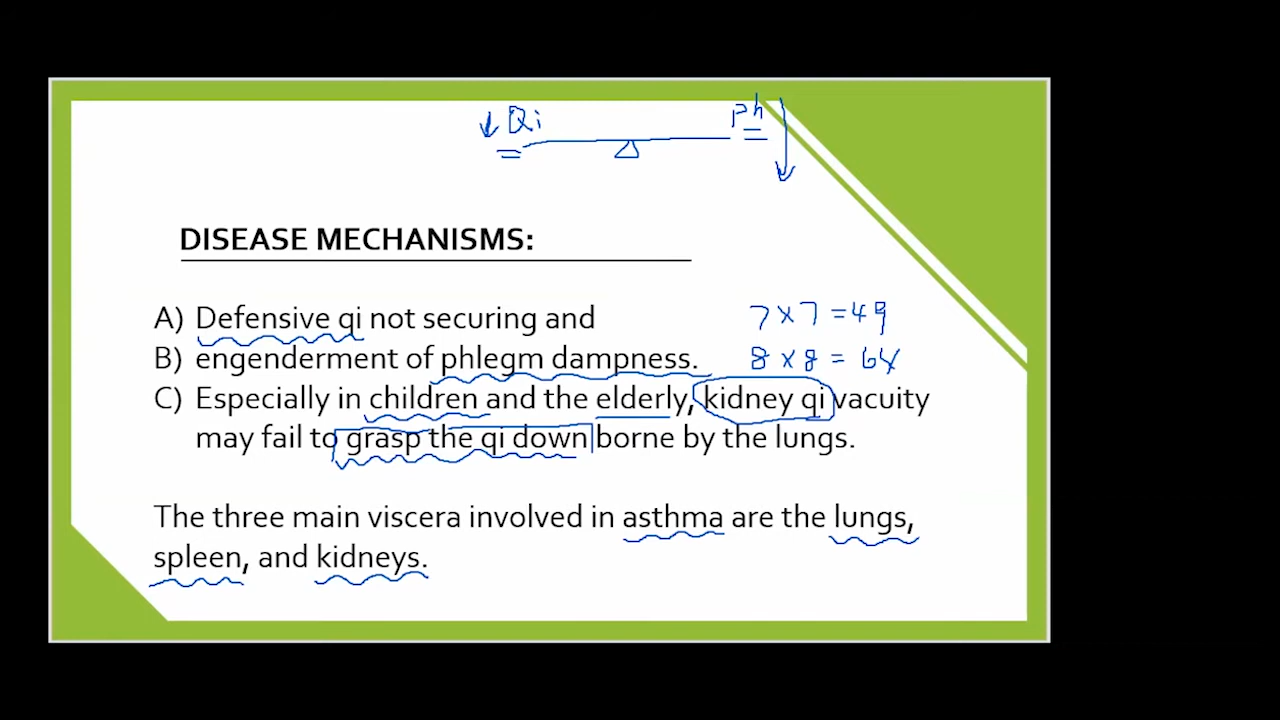 ↓ Qi ph ↓
DISEASE MECHANISMS:
A) Defensive qi not securing and 7 x 7 = 49
B) engenderment of phlegm dampness. 8 x 8 = 64
C) Especially in children and the elderly, kidney qi vacuity
may fail to grasp the qi down borne by the lungs.
The three main viscera involved in asthma are the lungs,
spleen, and kidneys.